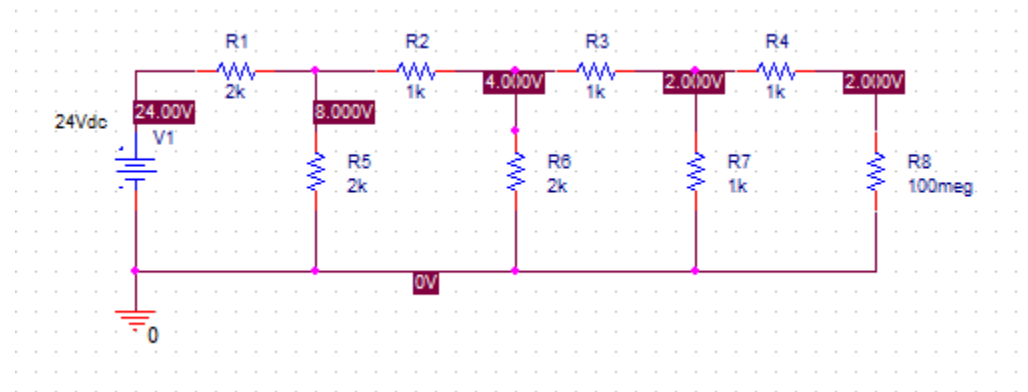 R1
R2
R3
R4
2k
1k
4.000V
1k
2.000V
1k
2.000V
24.00V
8.000V
24Vdc
V1
R5
2k
R6
2k
R7
1k
R8
100meg
0V
0